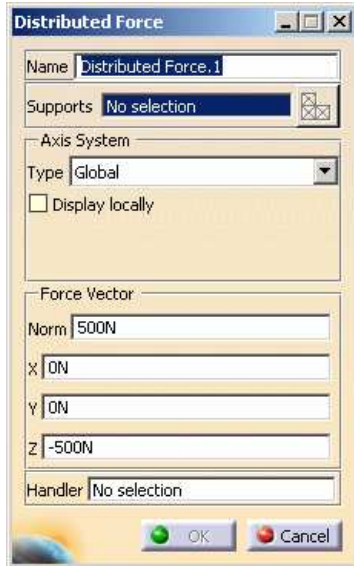 Distributed Force
Name Distributed Force.1
Supports No selection
Axis System
Type Global
Display locally
Force Vector
Norm 500N
X 0N
Y 0N
Z -500N
Handler No selection
OK Cancel